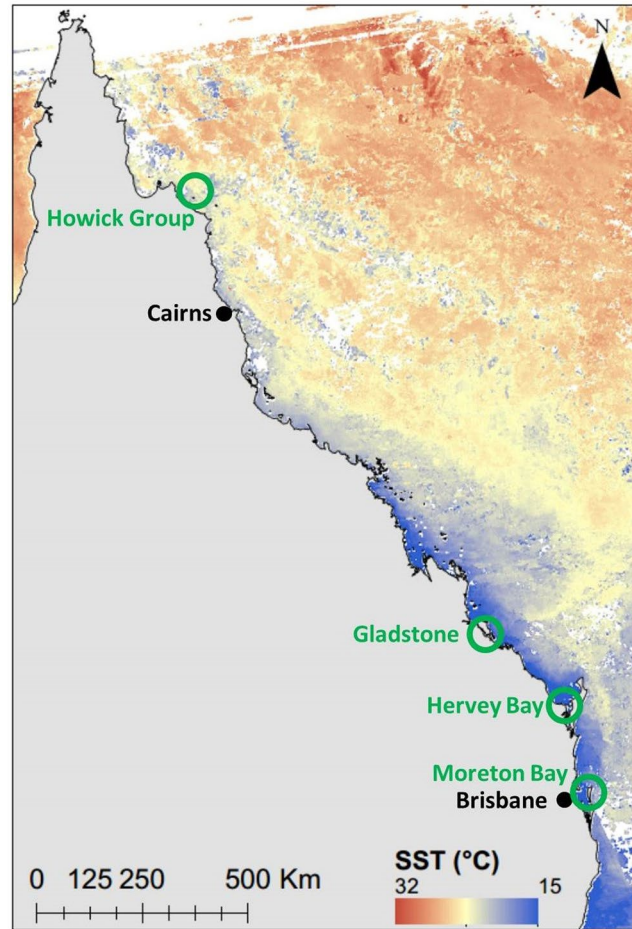 N
Howick Group
Cairns
Gladstone
Hervey Bay
Moreton Bay
Brisbane
SST (°C)
32 15
0 125 250 500 Km